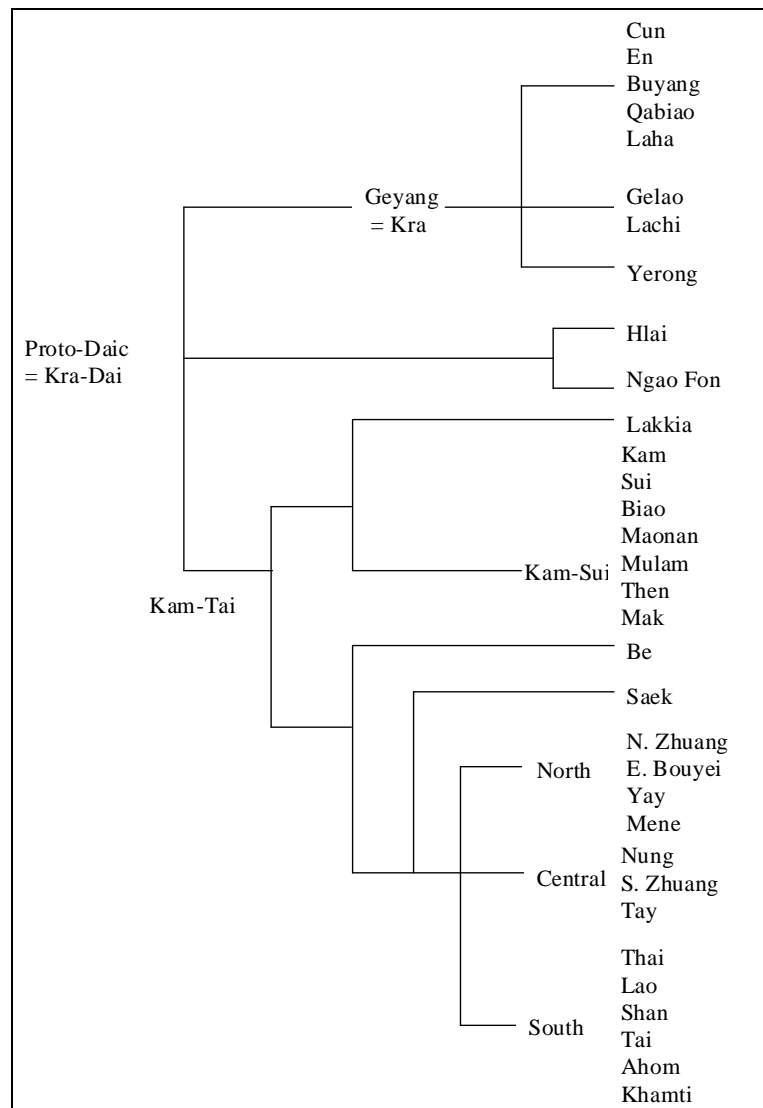 Cun
En
Buyang
Qabiao
Laha
Geyang
= Kra
Gelao
Lachi
Yerong
Proto-Daic
= Kra-Dai
Hlai
Ngao Fon
Kam-Tai
Lakkia
Kam-Sui
Kam
Sui
Biao
Maonan
Mulam
Then
Mak
Be
Saek
North
N. Zhuang
E. Bouyei
Yay
Mene
Central
Nung
S. Zhuang
Tay
South
Thai
Lao
Shan
Tai
Ahom
Khamti